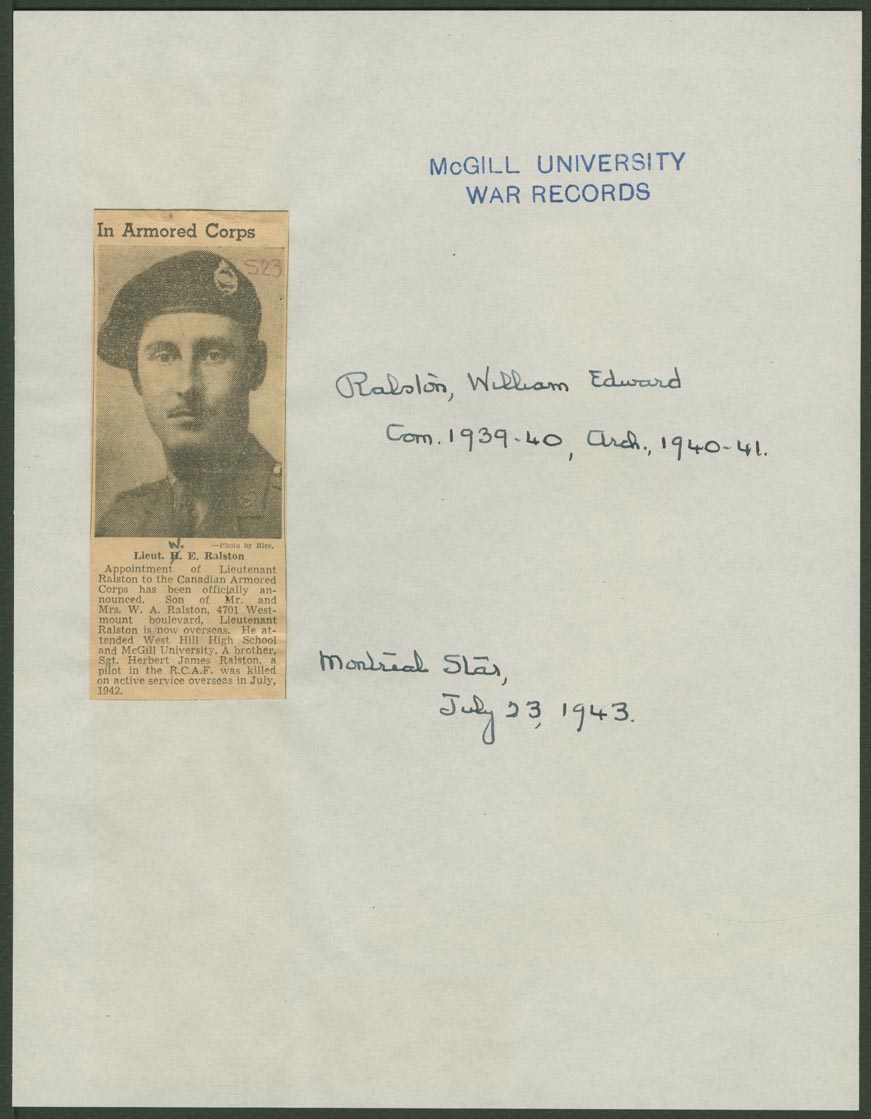 McGILL UNIVERSITY
WAR RECORDS
In Armored Corps
S23
—Photo by Rice.
W.
Lieut. H. E. Ralston
Appointment of Lieutenant
Ralston to the Canadian Armored
Corps has been officially an-
nounced. Son of Mr. and
Mrs. W. A. Ralston, 4701 West-
mount boulevard, Lieutenant
Ralston is now overseas. He at-
tended West Hill High School
and McGill University. A brother,
Sgt. Herbert James Ralston, a
pilot in the R.C.A.F. was killed
on active service overseas in July,
1942.
Ralston, William Edward
Com. 1939-40, Arch., 1940-41.
Montreal Star,
July 23, 1943.